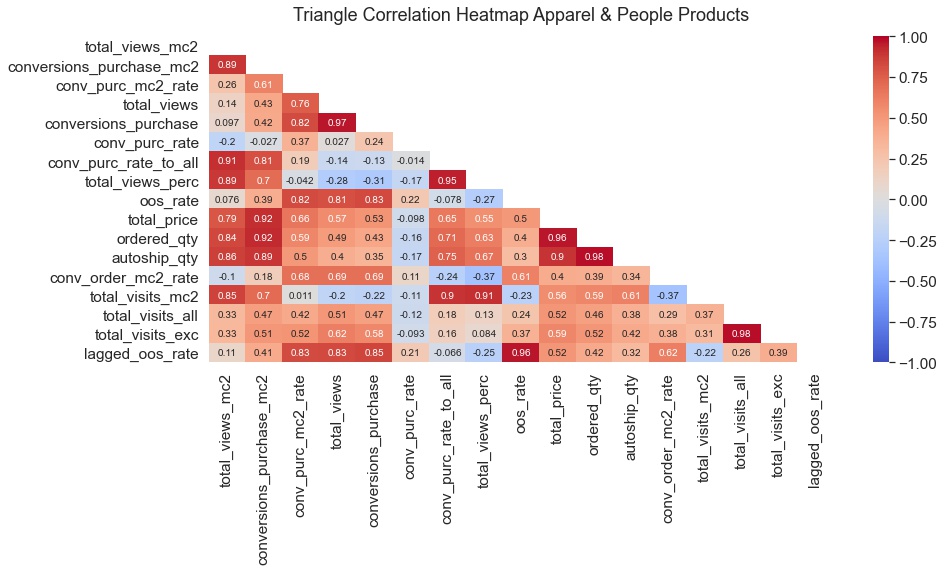 Triangle Correlation Heatmap Apparel & People Products
total_views_mc2
conversions_purchase_mc2 0.89
conv_purc_mc2_rate 0.26 0.61
total_views 0.14 0.43 0.76
conversions_purchase 0.097 0.42 0.82 0.97
conv_purc_rate -0.2 -0.027 0.37 0.027 0.24
conv_purc_rate_to_all 0.91 0.81 0.19 -0.14 -0.13 -0.014
total_views_perc 0.89 0.7 -0.042 -0.28 -0.31 -0.17 0.95
oos_rate 0.076 0.39 0.82 0.81 0.83 0.22 -0.078 -0.27
total_price 0.79 0.92 0.66 0.57 0.53 -0.098 0.65 0.55 0.5
ordered_qty 0.84 0.92 0.59 0.49 0.43 -0.16 0.71 0.63 0.4 0.96
autoship_qty 0.86 0.89 0.5 0.4 0.35 -0.17 0.75 0.67 0.3 0.9 0.98
conv_order_mc2_rate -0.1 0.18 0.68 0.69 0.69 0.11 -0.24 -0.37 0.61 0.4 0.39 0.34
total_visits_mc2 0.85 0.7 0.011 -0.2 -0.22 -0.11 0.9 0.91 -0.23 0.56 0.59 0.61 -0.37
total_visits_all 0.33 0.47 0.42 0.51 0.47 -0.12 0.18 0.13 0.24 0.52 0.46 0.38 0.29 0.37
total_visits_exc 0.33 0.51 0.52 0.62 0.58 -0.093 0.16 0.084 0.37 0.59 0.52 0.42 0.38 0.31 0.98
lagged_oos_rate 0.11 0.41 0.83 0.83 0.85 0.21 -0.066 -0.25 0.96 0.52 0.42 0.32 0.62 -0.22 0.26 0.39
total_views_mc2
conversions_purchase_mc2
conv_purc_mc2_rate
total_views
conversions_purchase
conv_purc_rate
conv_purc_rate_to_all
total_views_perc
oos_rate
total_price
ordered_qty
autoship_qty
conv_order_mc2_rate
total_visits_mc2
total_visits_all
total_visits_exc
lagged_oos_rate
1.00
0.75
0.50
0.25
0.00
−0.25
−0.50
−0.75
−1.00